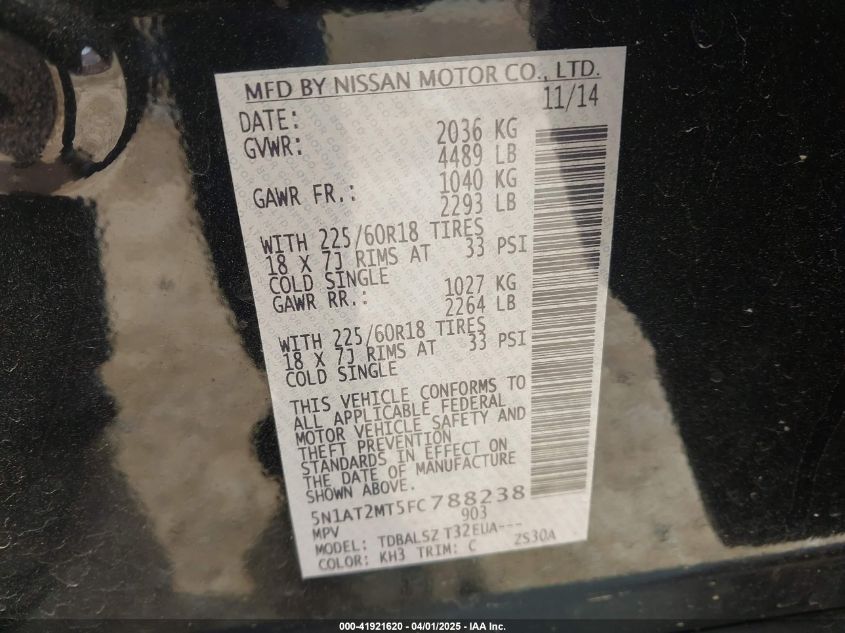 MFD BY NISSAN MOTOR CO., LTD.
DATE: 11/14
GVWR: 2036 KG
4489 LB
GAWR FR.: 1040 KG
2293 LB
WITH 225/60R18 TIRES
18 X 7J RIMS AT 33 PSI
COLD SINGLE
GAWR RR.: 1027 KG
2264 LB
WITH 225/60R18 TIRES
18 X 7J RIMS AT 33 PSI
COLD SINGLE
THIS VEHICLE CONFORMS TO
ALL APPLICABLE FEDERAL
MOTOR VEHICLE SAFETY AND
THEFT PREVENTION
STANDARDS IN EFFECT ON
THE DATE OF MANUFACTURE
SHOWN ABOVE.
5N1AT2MT5FC788238
MPV 903
MODEL: TDBALSZ T32EUA---
COLOR: KH3 TRIM: C ZS30A
000-41921620 - 04/01/2025 - IAA Inc.